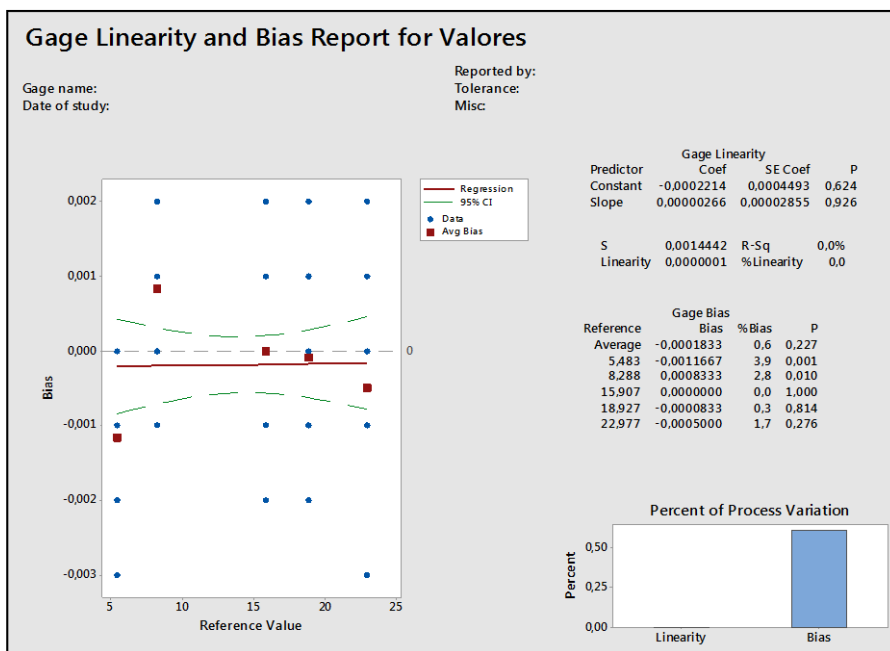 Gage Linearity and Bias Report for Valores
Reported by:
Gage name:
Tolerance:
Date of study:
Misc:
0,002
0,001
0,000
-0,001
-0,002
-0,003
Bias
0
5 10 15 20 25
Reference Value
Regression
95% CI
Data
Avg Bias
Gage Linearity
Predictor Coef SE Coef P
Constant -0,0002214 0,0004493 0,624
Slope 0,00000266 0,00002855 0,926
S 0,0014442 R-Sq 0,0%
Linearity 0,0000001 %Linearity 0,0
Gage Bias
Reference Bias %Bias P
Average -0,0001833 0,6 0,227
5,483 -0,0011667 3,9 0,001
8,288 0,0008333 2,8 0,010
15,907 0,0000000 0,0 1,000
18,927 -0,0000833 0,3 0,814
22,977 -0,0005000 1,7 0,276
Percent of Process Variation
0,50
0,25
0,00
Percent
Linearity Bias